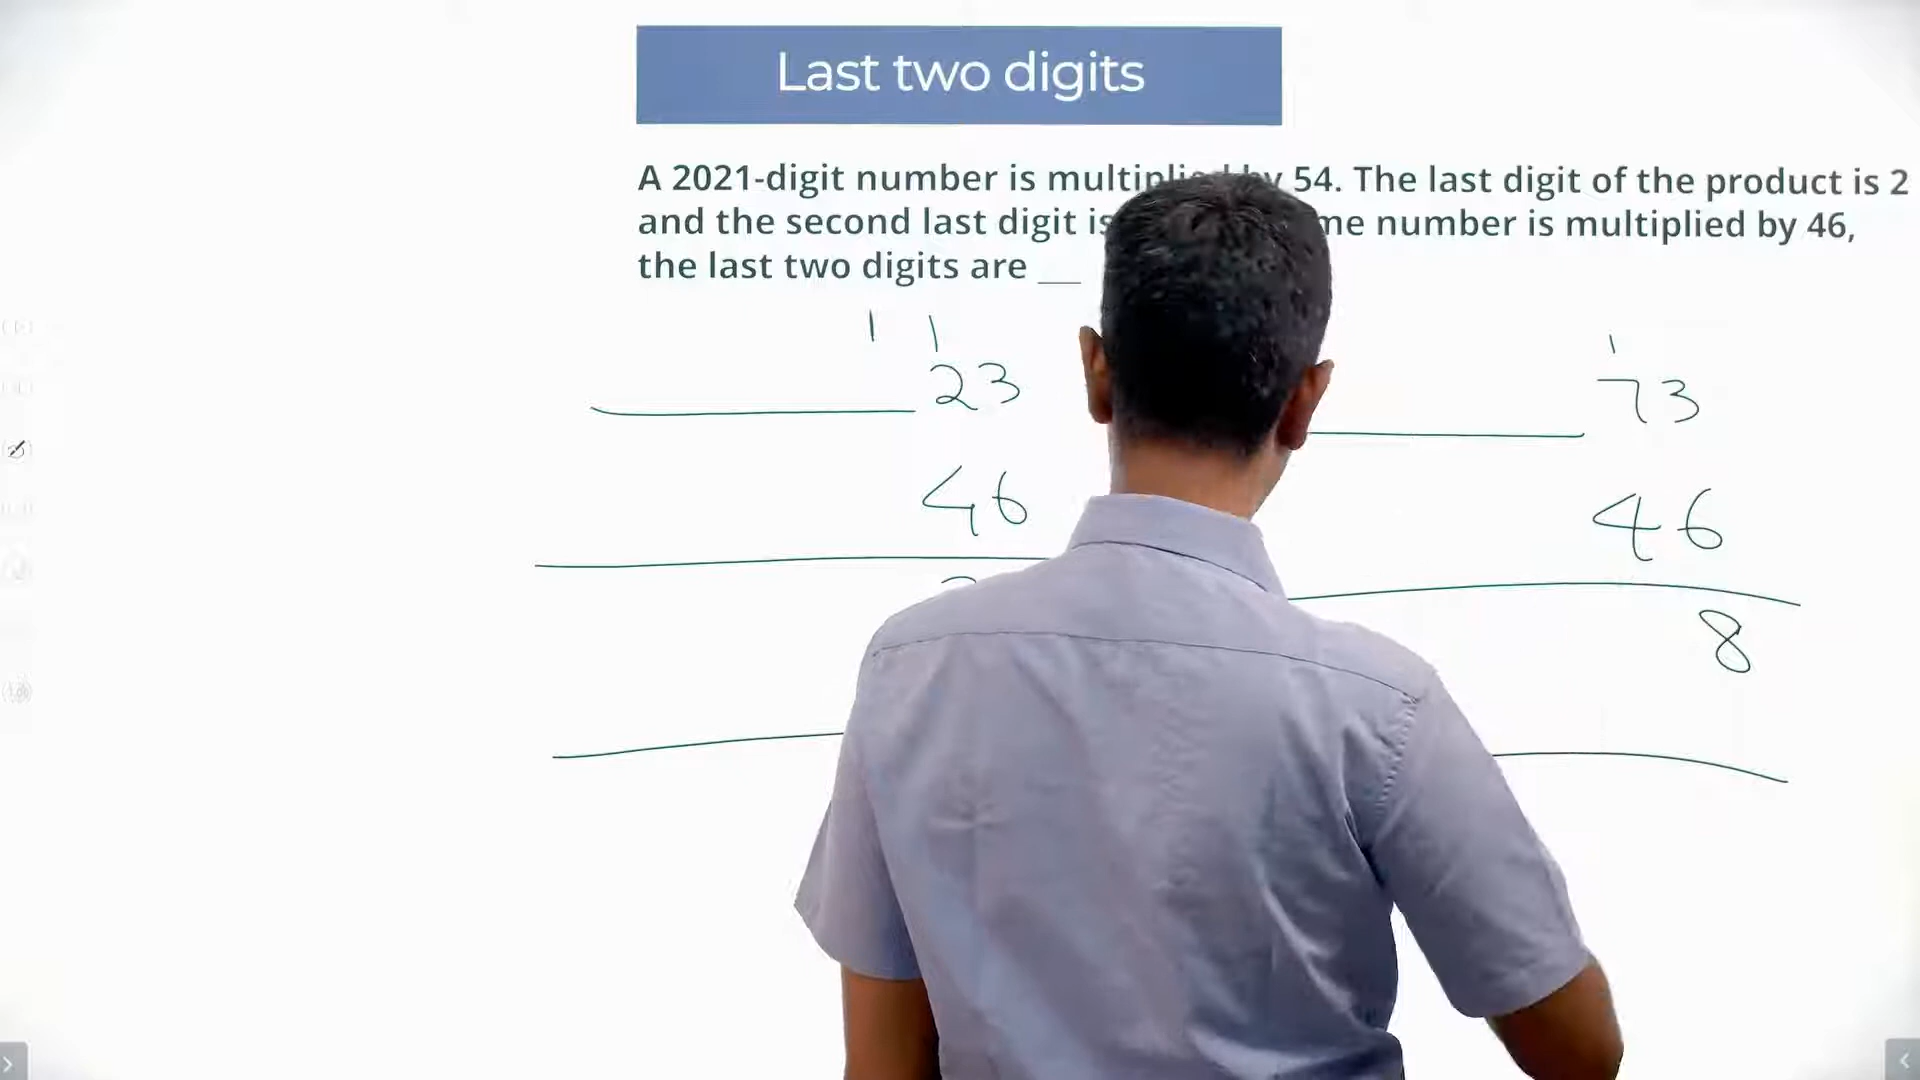 Last two digits
A 2021-digit number is multiplied by 54. The last digit of the product is 2
and the second last digit is me number is multiplied by 46,
the last two digits are __
1 1
23
46
1
73
46
8